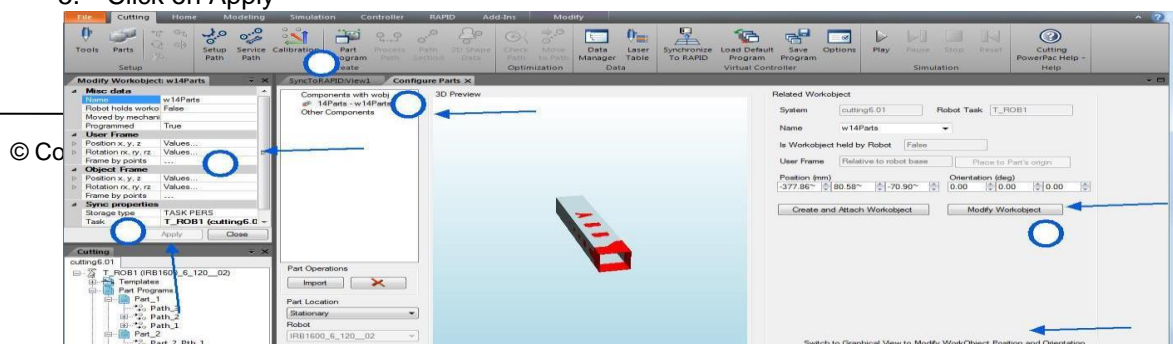 Click on Apply
File Cutting Home Modeling Simulation Controller RAPID Add-Ins Modify
Tools Parts Setup Path Service Path Calibration Part Program Process Path Path Section 2D Shape Data Check Path Move to Path Data Manager Laser Table Synchronize To RAPID Load Default Program Save Program Options Play Pause Stop Reset Cutting PowerPac Help
Setup Create Optimization Data Virtual Controller Simulation Help
Modify Workobject: w14Parts
Misc data
Name w14Parts
Robot holds worko False
Moved by mechani
Programmed True
User Frame
Position x, y, z Values...
Rotation rx, ry, rz Values...
Frame by points ...
Object Frame
Position x, y, z Values...
Rotation rx, ry, rz Values...
Frame by points ...
Sync properties
Storage type TASK PERS
Task T_ROB1 (cutting6.0
Apply Close
© Co
Cutting
cutting6.01
T_ROB1 (IRB1600_6_120__02)
Templates
Part Programs
Part_1
Path_3
Path_2
Path_1
Part_2
Part_2_Pth_1
SyncToRAPID:View1 Configure Parts
Components with wobj
14Parts - w14Parts
Other Components
3D Preview
Part Operations
Import
Part Location
Stationary
Robot
IRB1600_6_120__02
Related Workobject
System cutting6.01 Robot Task T_ROB1
Name w14Parts
Is Workobject held by Robot False
User Frame Relative to robot base Place to Part's origin
Position (mm) Orientation (deg)
-377.86~ 80.58~ -70.90~ 0.00 0.00 0.00
Create and Attach Workobject Modify Workobject
Switch to Graphical View to Modify WorkObject Position and Orientation